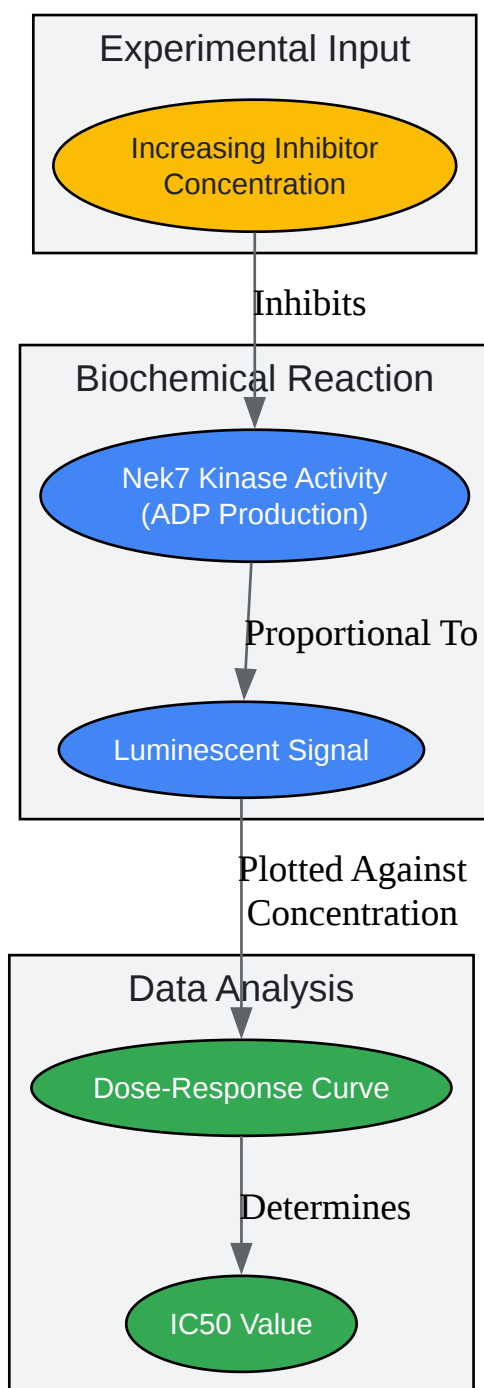 Experimental Input
Increasing Inhibitor
Concentration
Inhibits
Biochemical Reaction
Nek7 Kinase Activity
(ADP Production)
Proportional To
Luminescent Signal
Plotted Against
Concentration
Data Analysis
Dose-Response Curve
Determines
IC50 Value